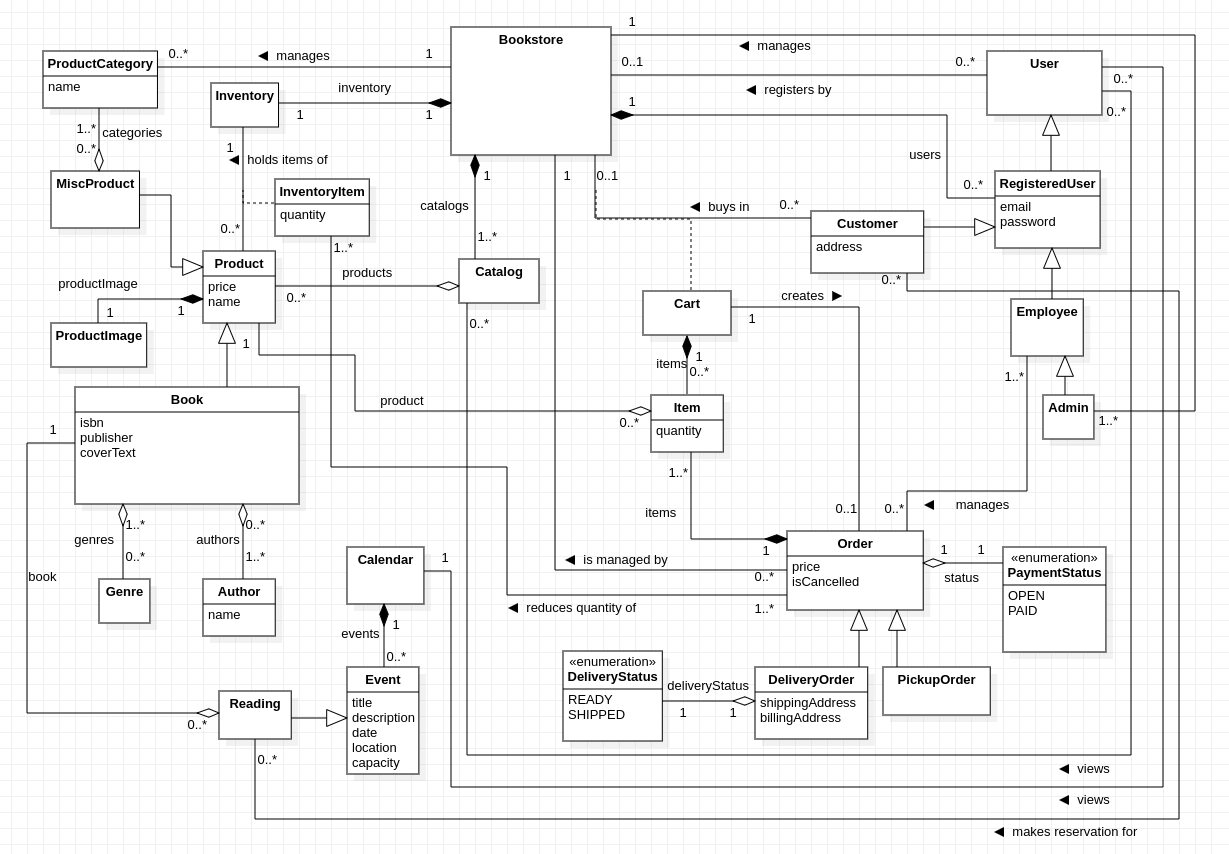 1
Bookstore
◀ manages
ProductCategory
name
0..*
◀ manages
1
0..1
0..*
User
0..*
Inventory
inventory
1
1
1
◀ registers by
0..*
1..*
categories
0..*
1
◀ holds items of
users
MiscProduct
InventoryItem
quantity
1
1
0..1
RegisteredUser
email
password
0..*
catalogs
◀ buys in
0..*
Customer
address
0..*
1..*
1..*
Product
price
name
products
0..*
Catalog
0..*
productImage
1
1
Cart
creates ▶
1
Employee
ProductImage
0..*
1
items
1
0..*
1..*
Book
isbn
publisher
coverText
product
0..*
Item
quantity
Admin
1..*
1
1..*
items
0..1
0..*
◀ manages
genres
1..*
0..*
authors
0..*
1..*
1
Order
price
isCancelled
1
1
status
«enumeration»
PaymentStatus
OPEN
PAID
book
Calendar
1
◀ is managed by
0..*
Genre
Author
name
◀ reduces quantity of
1..*
events
1
0..*
«enumeration»
DeliveryStatus
READY
SHIPPED
deliveryStatus
1
1
DeliveryOrder
shippingAddress
billingAddress
PickupOrder
Reading
0..*
0..*
Event
title
description
date
location
capacity
◀ views
◀ views
◀ makes reservation for